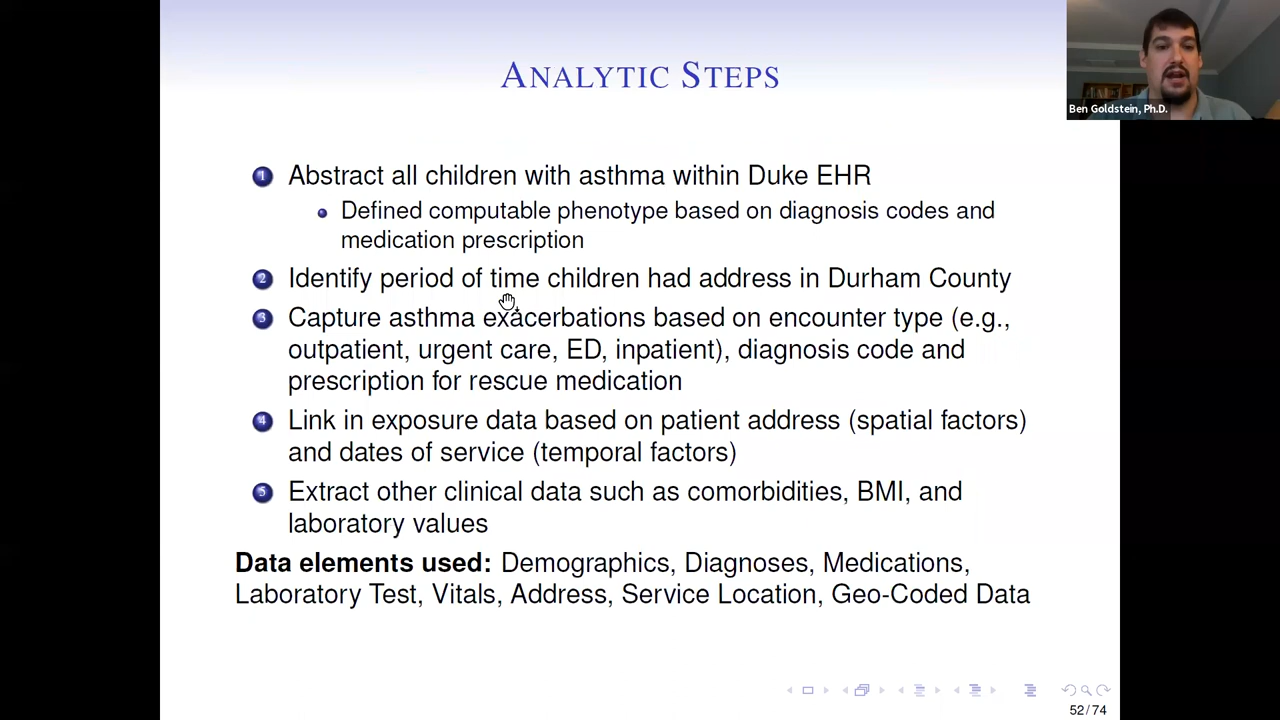 ANALYTIC STEPS
Ben Goldstein, Ph.D.
1 Abstract all children with asthma within Duke EHR
Defined computable phenotype based on diagnosis codes and
medication prescription
2 Identify period of time children had address in Durham County
3 Capture asthma exacerbations based on encounter type (e.g.,
outpatient, urgent care, ED, inpatient), diagnosis code and
prescription for rescue medication
4 Link in exposure data based on patient address (spatial factors)
and dates of service (temporal factors)
5 Extract other clinical data such as comorbidities, BMI, and
laboratory values
Data elements used: Demographics, Diagnoses, Medications,
Laboratory Test, Vitals, Address, Service Location, Geo-Coded Data
52/74